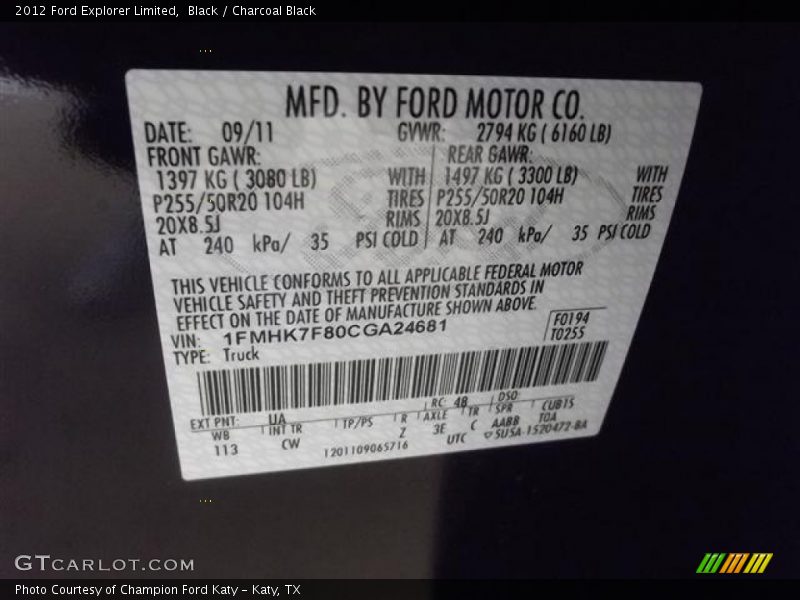 2012 Ford Explorer Limited, Black / Charcoal Black
MFD. BY FORD MOTOR CO.
DATE: 09/11 GVWR: 2794 KG ( 6160 LB)
FRONT GAWR: REAR GAWR:
1397 KG ( 3080 LB) WITH 1497 KG ( 3300 LB) WITH
P255/50R20 104H TIRES P255/50R20 104H TIRES
20X8.5J RIMS 20X8.5J RIMS
AT 240 kPa/ 35 PSI COLD AT 240 kPa/ 35 PSI COLD
THIS VEHICLE CONFORMS TO ALL APPLICABLE FEDERAL MOTOR
VEHICLE SAFETY AND THEFT PREVENTION STANDARDS IN
EFFECT ON THE DATE OF MANUFACTURE SHOWN ABOVE.
VIN: 1FMHK7F80CGA24681 F0194
TYPE: Truck T0255
EXT PNT: UA RC: 48 DSO:
WB INT TR TP/PS R AXLE TR SPR CUB15
113 CW Z 3E C AABB TOA
1201109065716 UTC SU5A-1520472-BA
GTCARLOT.COM
Photo Courtesy of Champion Ford Katy – Katy, TX